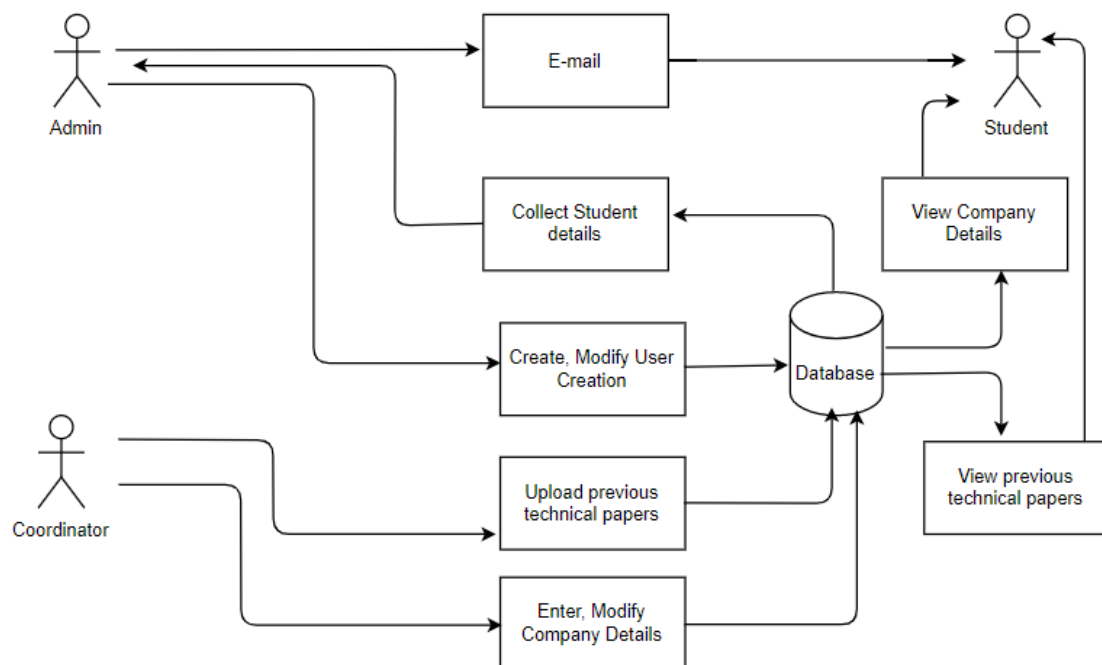 E-mail
Admin
Student
Collect Student
details
View Company
Details
Create, Modify User
Creation
Database
Coordinator
Upload previous
technical papers
View previous
technical papers
Enter, Modify
Company Details